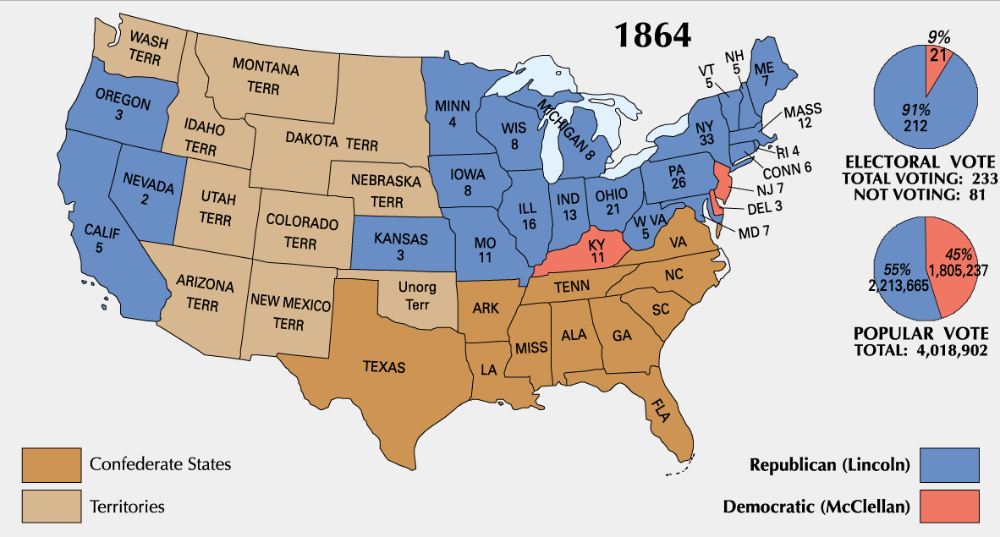 1864
WASH
TERR
MONTANA
TERR
OREGON
3
IDAHO
TERR
DAKOTA TERR
MINN
4
WIS
8
MICHIGAN 8
VT
5
NH
5
ME
7
MASS
12
NY
33
RI 4
CONN 6
NJ 7
DEL 3
MD 7
PA
26
NEVADA
2
UTAH
TERR
NEBRASKA
TERR
IOWA
8
ILL
16
IND
13
OHIO
21
W VA
5
VA
CALIF
5
COLORADO
TERR
KANSAS
3
MO
11
KY
11
ARIZONA
TERR
NEW MEXICO
TERR
Unorg
Terr
TENN
NC
ARK
SC
MISS
ALA
GA
TEXAS
LA
FLA
9%
21
91%
212
ELECTORAL VOTE
TOTAL VOTING: 233
NOT VOTING: 81
45%
1,805,237
55%
2,213,665
POPULAR VOTE
TOTAL: 4,018,902
Confederate States
Territories
Republican (Lincoln)
Democratic (McClellan)